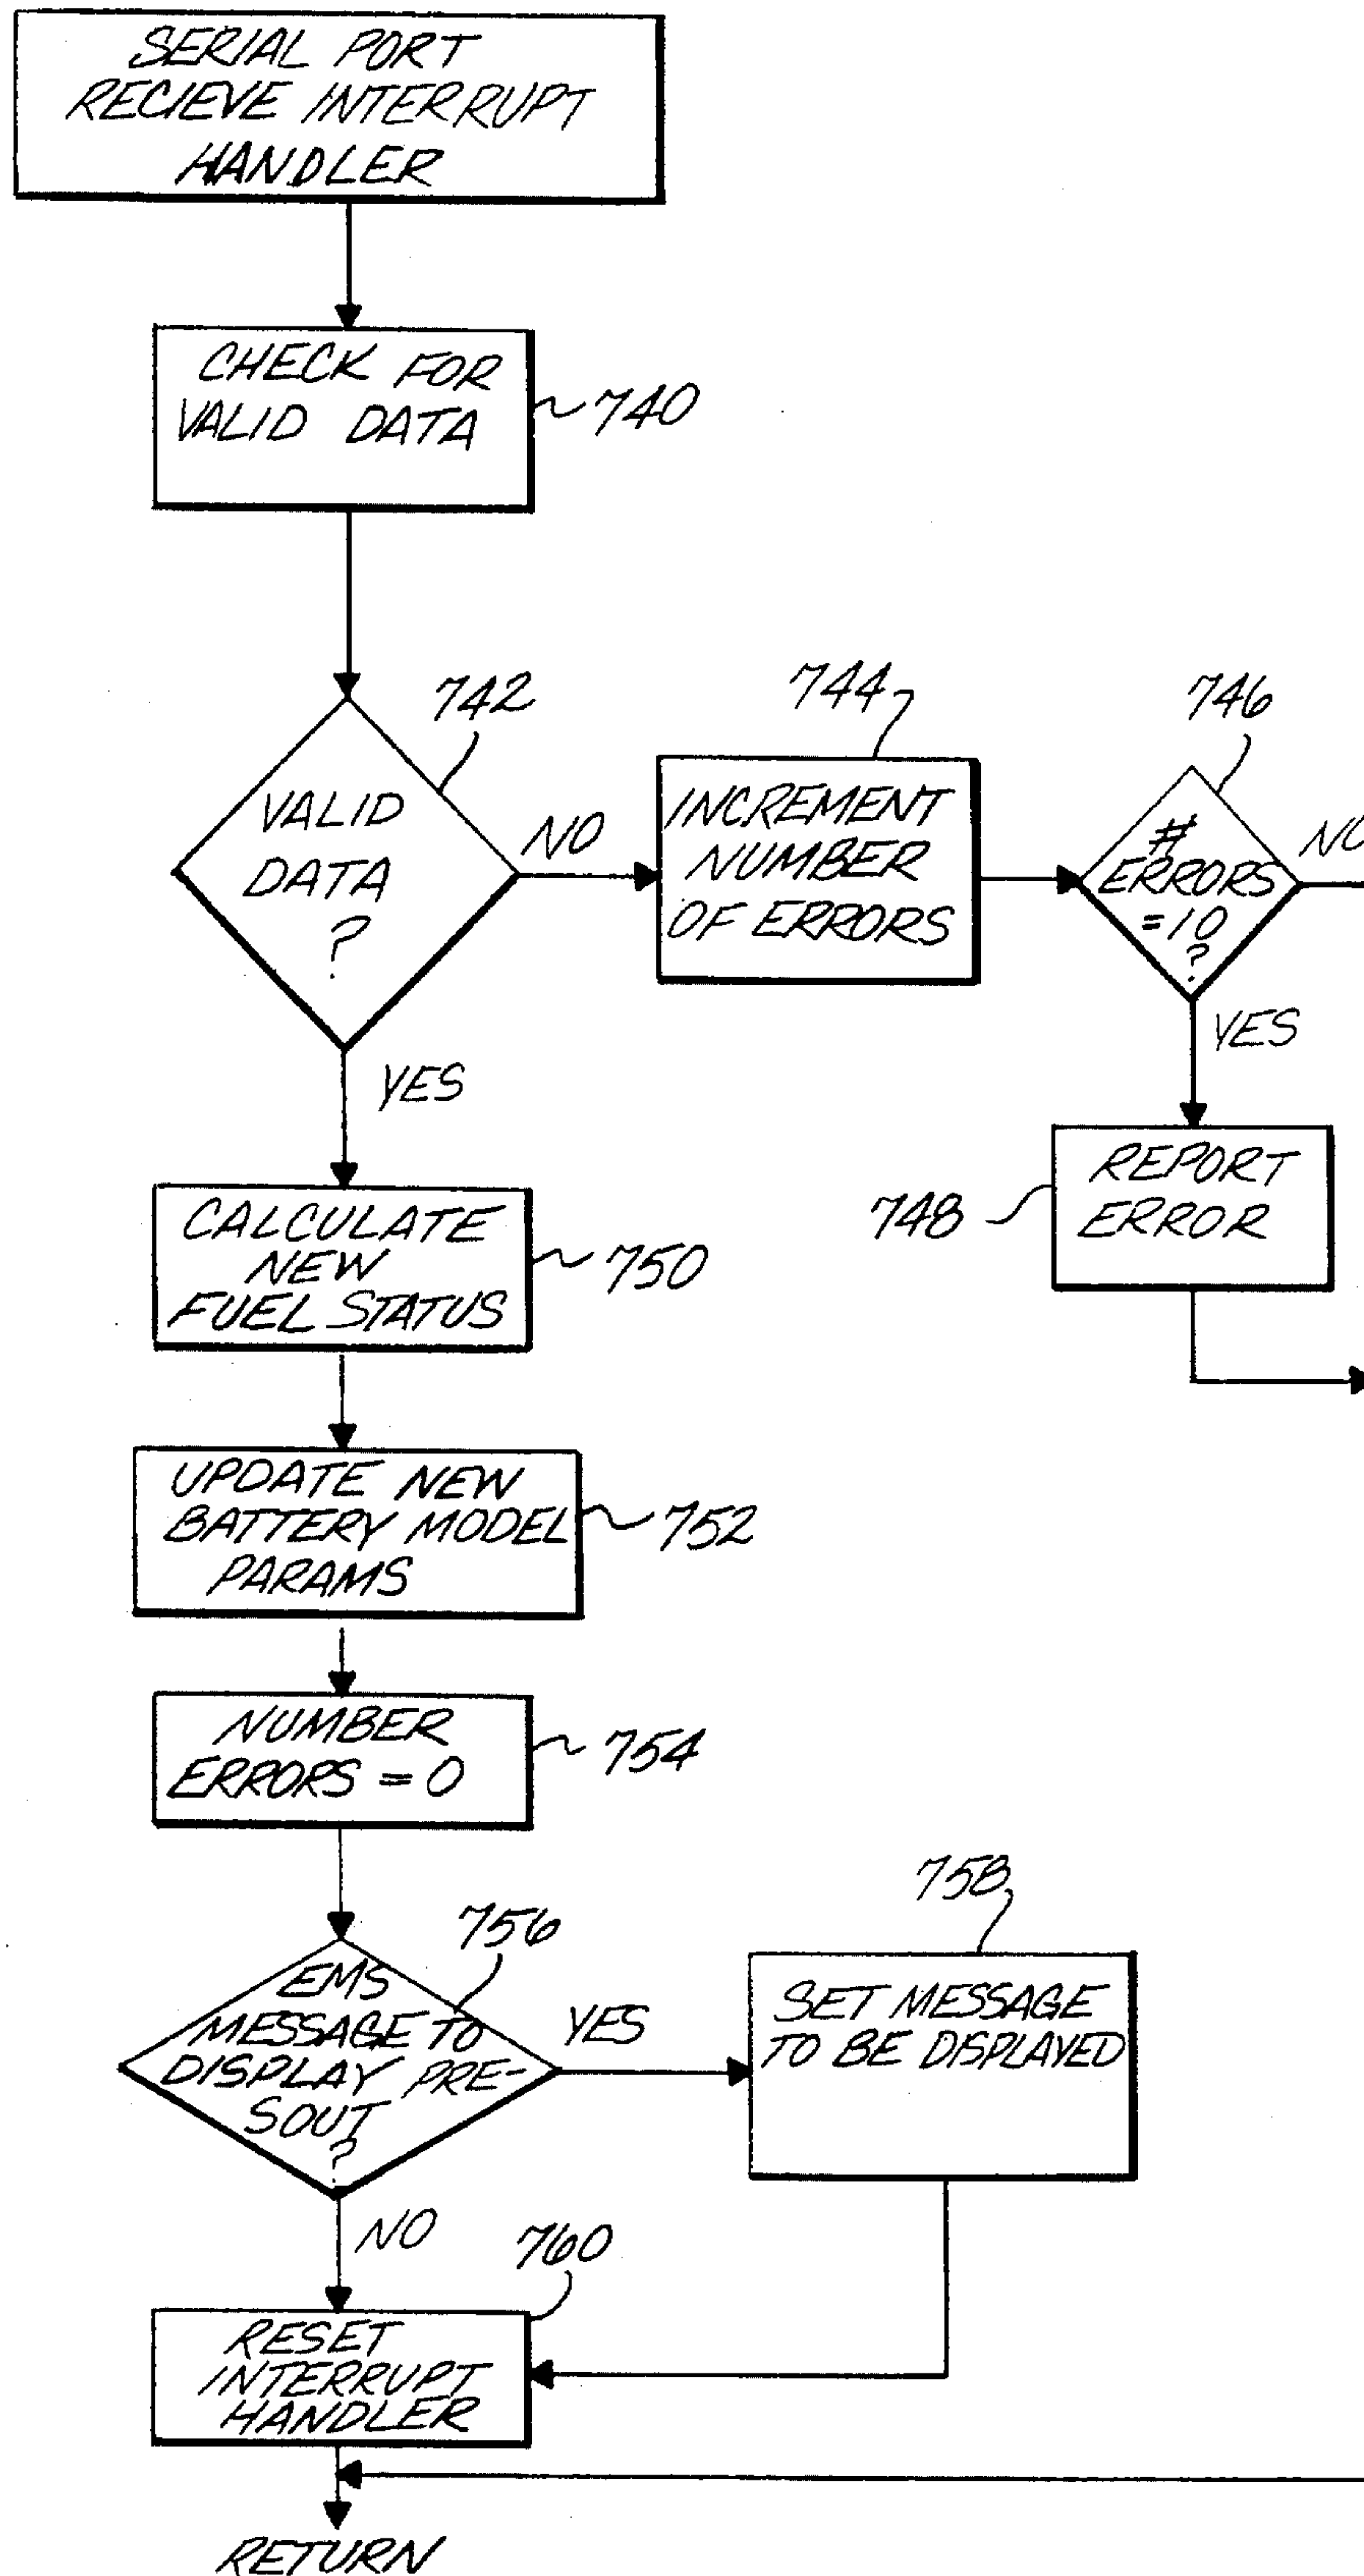 SERIAL PORT
RECIEVE INTERRUPT
HANDLER
CHECK FOR
VALID DATA
740
742
VALID
DATA
?
NO
YES
744
INCREMENT
NUMBER
OF ERRORS
746
#
ERRORS
=10
?
NO
YES
748
REPORT
ERROR
CALCULATE
NEW
FUEL STATUS
750
UPDATE NEW
BATTERY MODEL
PARAMS
752
NUMBER
ERRORS = 0
754
756
EMS
MESSAGE TO
DISPLAY PRE-
SOUT
?
YES
NO
758
SET MESSAGE
TO BE DISPLAYED
760
RESET
INTERRUPT
HANDLER
RETURN